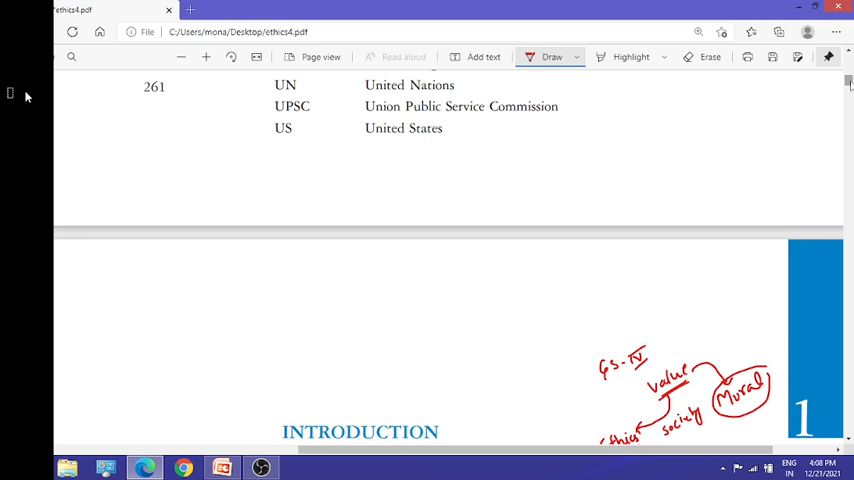 ethics4.pdf
File C:/Users/mona/Desktop/ethics4.pdf
Page view Read aloud Add text Draw Highlight Erase
261 UN United Nations
UPSC Union Public Service Commission
US United States
GS-IV
value
Moral
society
INTRODUCTION
1
ENG
IN
4:08 PM
12/21/2021